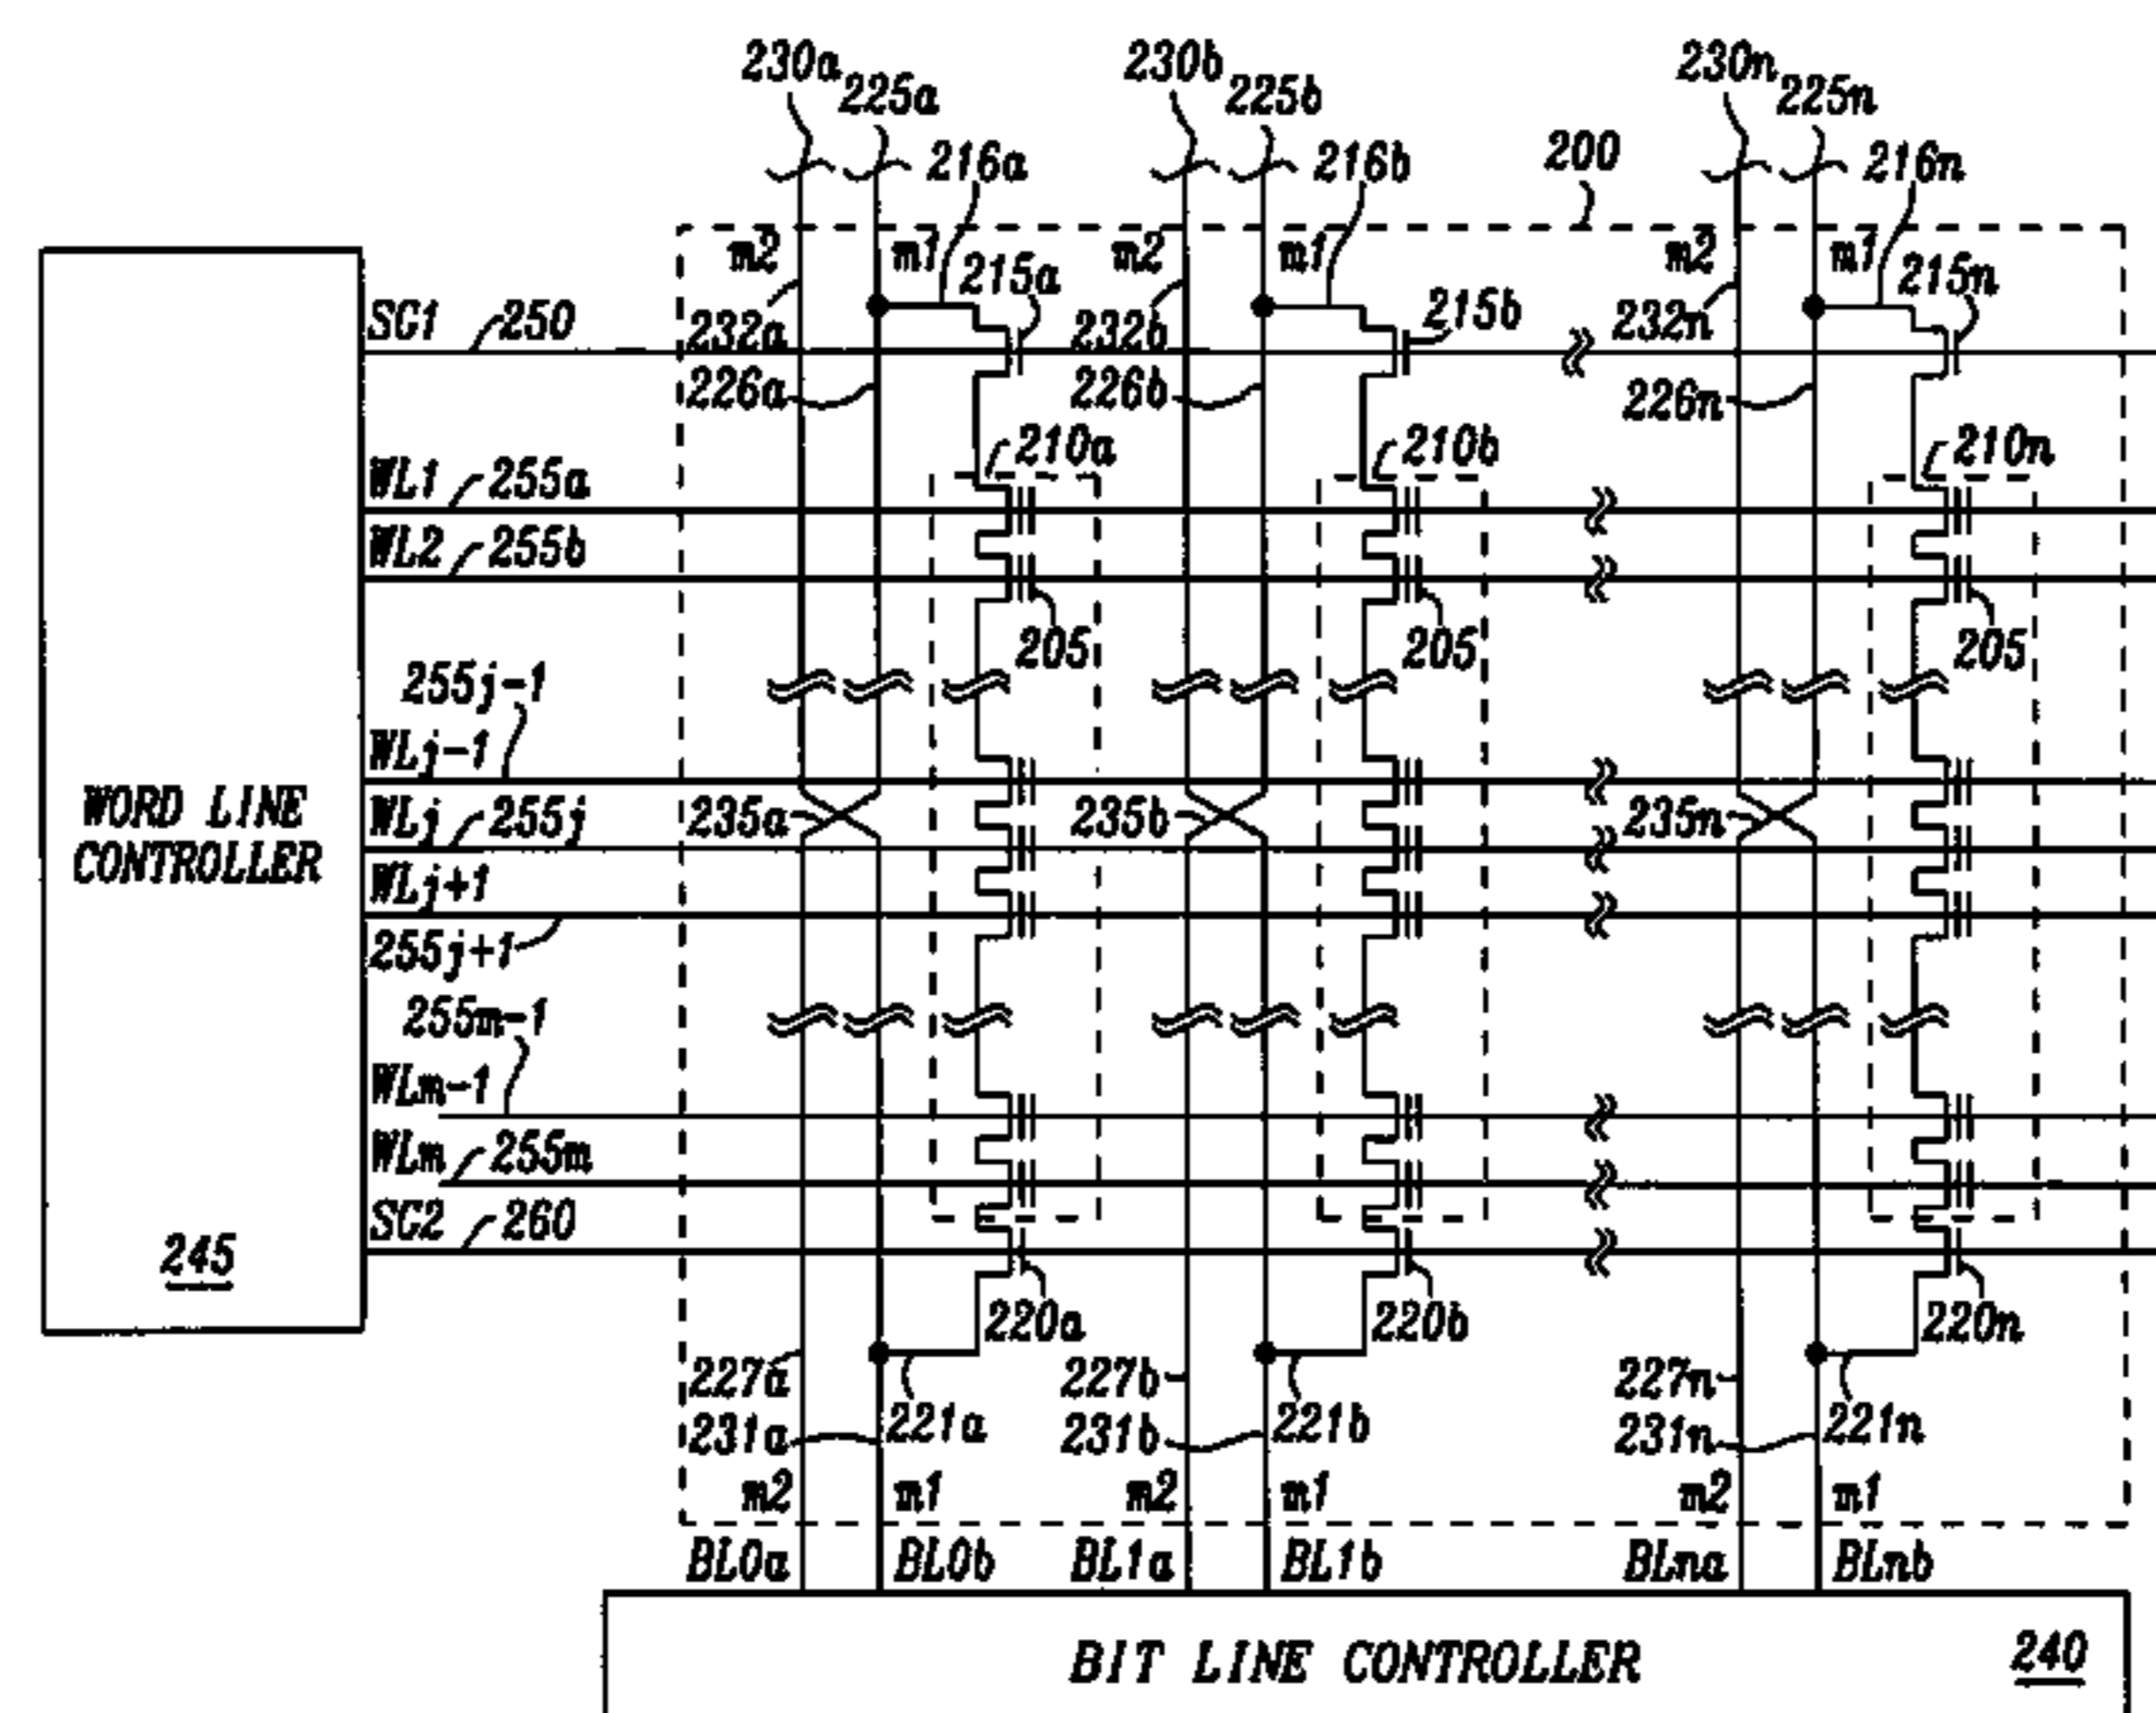 230a 230b 230n
225a 225b 225n
216a 216b 200 216n
m2 m1 m2 m1 m2 m1
215a 215n
SG1 250 232a 232b 215b 232n
226a 226b 226n
210a 210b 210n
WL1 255a
WL2 255b
205 205 205
255j-1
WLj-1
WORD LINE
CONTROLLER
WLj 255j 235a 235b 235n
WLj+1
255j+1
255m-1
WLm-1
WLm 255m
SG2 260
245
220a 220b 220n
227a 227b 227n
221a 221b 221n
231a 231b 231n
m2 m1 m2 m1 m2 m1
BL0a BL0b BL1a BL1b BLna BLnb
BIT LINE CONTROLLER 240